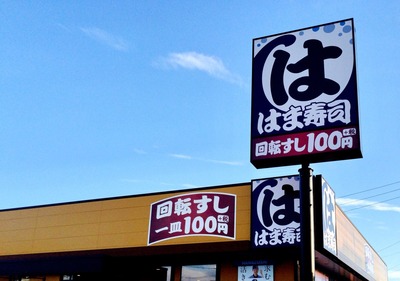 は
はま寿司
回転すし100円
+税
回転すし
一皿100円
+税
は
はま寿司